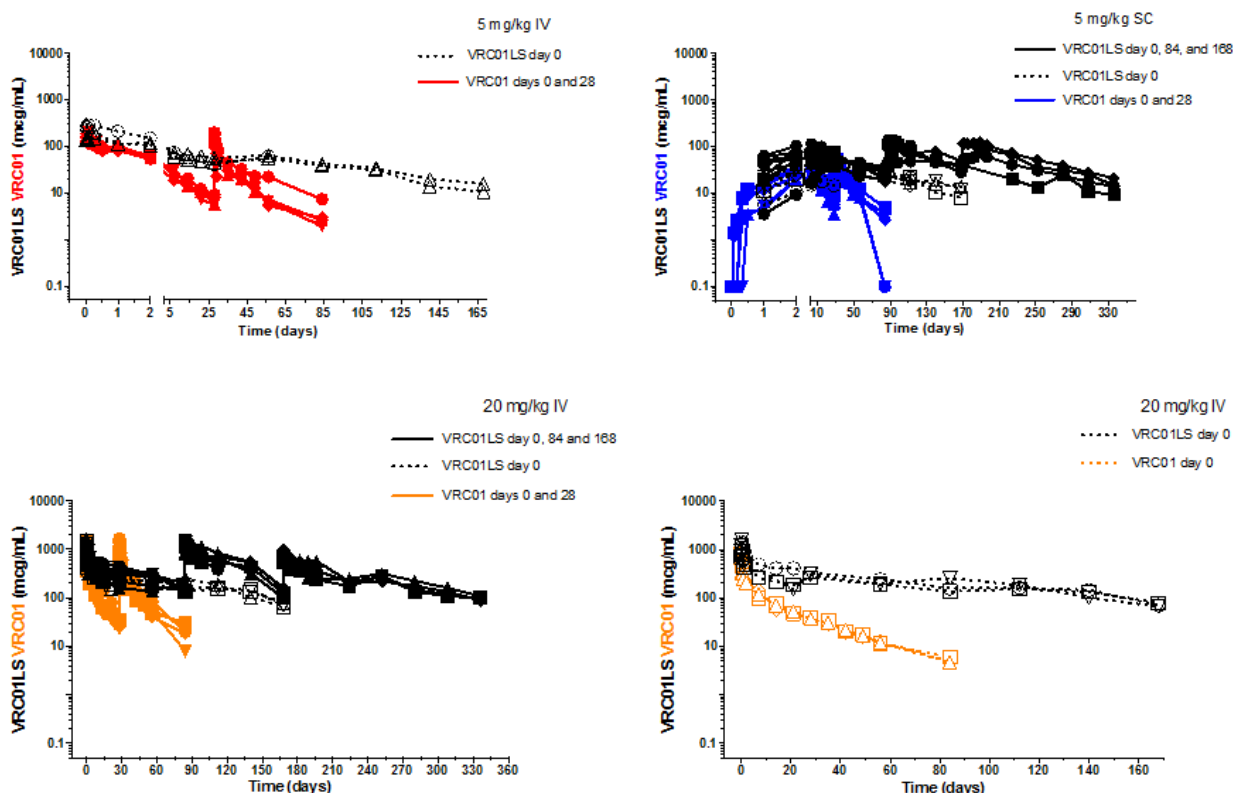 5 mg/kg IV
VRC01LS day 0
VRC01 days 0 and 28
VRC01LS VRC01 (mcg/mL)
10000
1000
100
10
0.1
0 1 2 5 25 45 65 85 105 125 145 165
Time (days)
5 mg/kg SC
VRC01LS day 0, 84, and 168
VRC01LS day 0
VRC01 days 0 and 28
VRC01LS VRC01 (mcg/mL)
10000
1000
100
10
0.1
0 1 2 10 50 90 130 170 210 250 290 330
Time (days)
20 mg/kg IV
VRC01LS day 0, 84 and 168
VRC01LS day 0
VRC01 days 0 and 28
VRC01LS VRC01 (mcg/mL)
10000
1000
100
10
0.1
0 30 60 90 120 150 180 210 240 270 300 330 360
Time (days)
20 mg/kg IV
VRC01LS day 0
VRC01 day 0
VRC01LS VRC01 (mcg/mL)
10000
1000
100
10
0.1
0 20 40 60 80 100 120 140 160
Time (days)